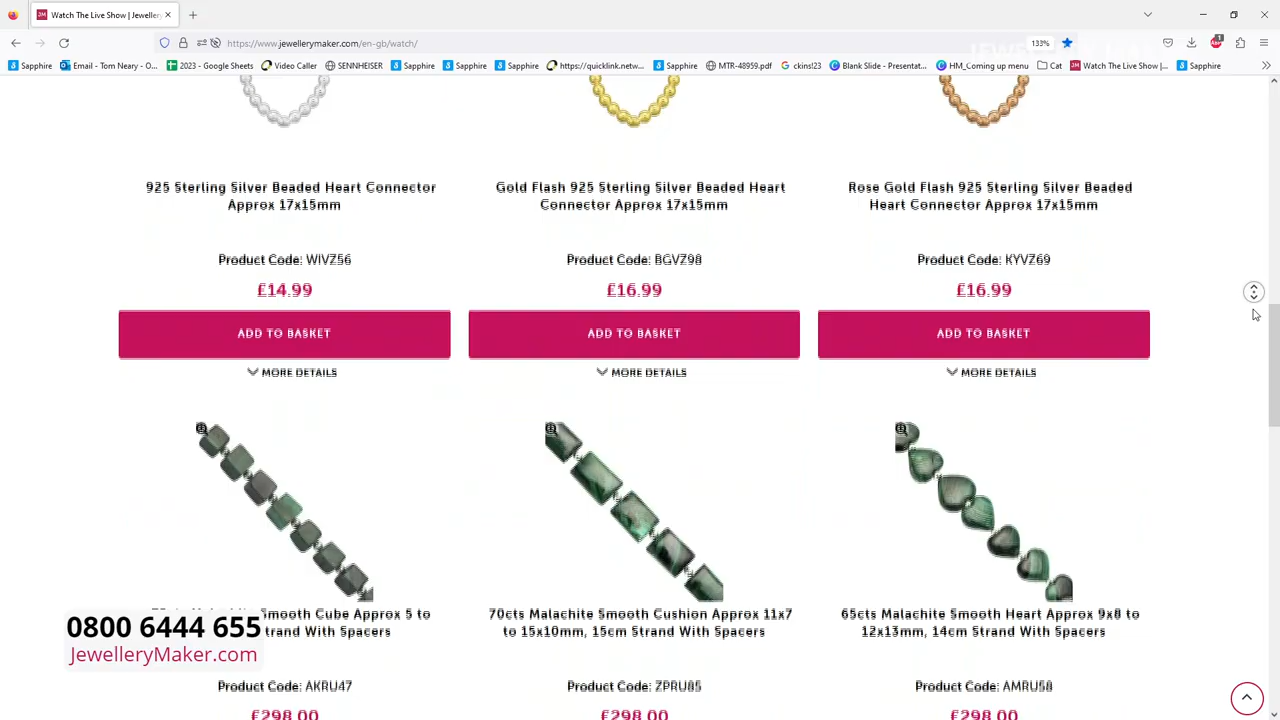 Watch The Live Show | Jewellery
https://www.jewellerymaker.com/en_gb/watch/
133%
Sapphire
Email - Tom Neary - O...
2023 - Google Sheets
Video Caller
SENNHEISER
Sapphire
Sapphire
Sapphire
https://quicklink.netw...
Sapphire
MTR-48959.pdf
ckins!23
Blank Slide - Presentat...
HM_Coming up menu
Cat
Watch The Live Show |...
Sapphire
925 Sterling Silver Beaded Heart Connector
Approx 17x15mm
Product Code: WIVZ56
£14.99
ADD TO BASKET
MORE DETAILS
Gold Flash 925 Sterling Silver Beaded Heart
Connector Approx 17x15mm
Product Code: BGVZ98
£16.99
ADD TO BASKET
MORE DETAILS
Rose Gold Flash 925 Sterling Silver Beaded
Heart Connector Approx 17x15mm
Product Code: KYVZ69
£16.99
ADD TO BASKET
MORE DETAILS
Smooth Cube Approx 5 to
Strand With Spacers
Product Code: AKRU47
£298.00
70cts Malachite Smooth Cushion Approx 11x7
to 15x10mm, 15cm Strand With Spacers
Product Code: ZPRU85
£298.00
65cts Malachite Smooth Heart Approx 9x8 to
12x13mm, 14cm Strand With Spacers
Product Code: AMRU58
£298.00
0800 6444 655
JewelleryMaker.com